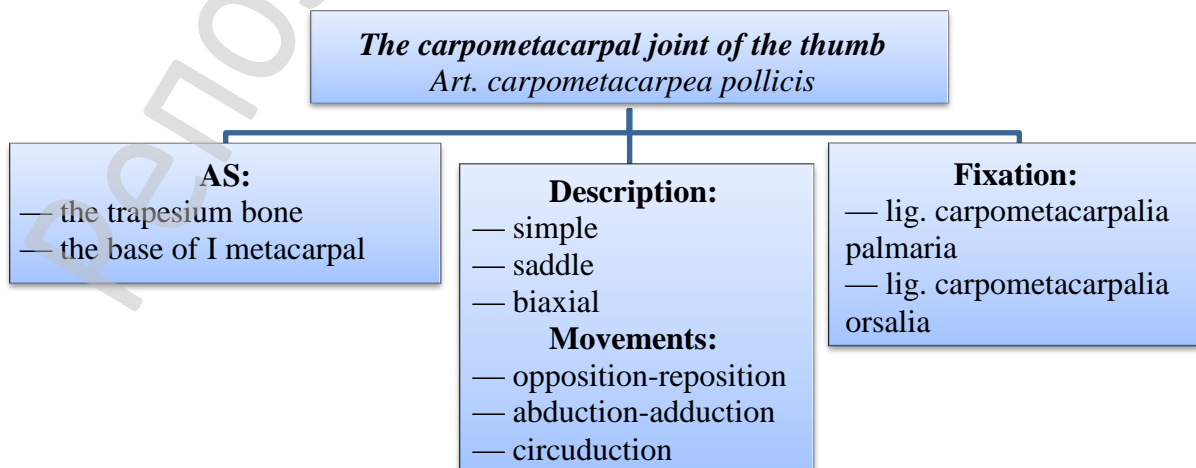 The carpometacarpal joint of the thumb
Art. carpometacarpea pollicis
AS:
— the trapesium bone
— the base of I metacarpal
Description:
— simple
— saddle
— biaxial
Movements:
— opposition-reposition
— abduction-adduction
— circuduction
Fixation:
— lig. carpometacarpalia
palmaria
— lig. carpometacarpalia
orsalia